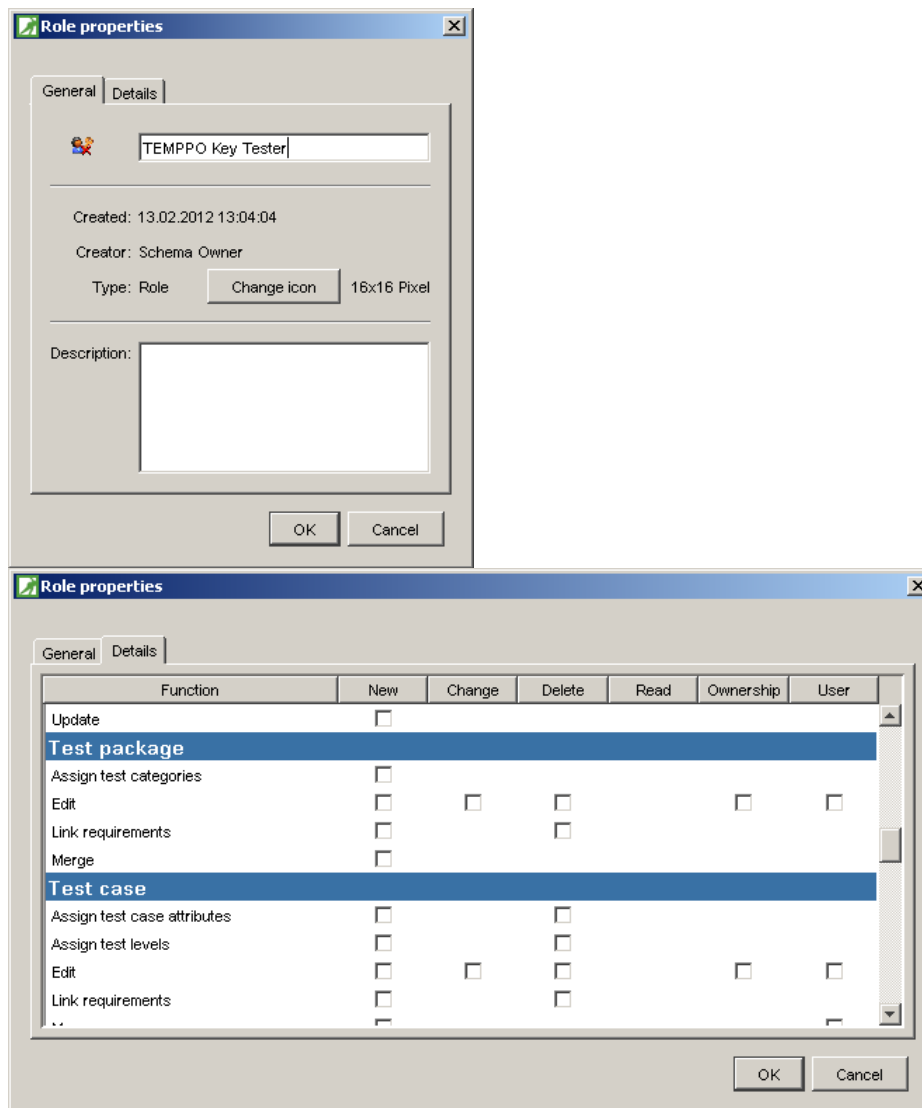 Role properties
General Details
TEMPPO Key Tester
Created: 13.02.2012 13:04:04
Creator: Schema Owner
Type: Role Change icon 16x16 Pixel
Description:
OK Cancel
Role properties
General Details
Function New Change Delete Read Ownership User
Update
Test package
Assign test categories
Edit
Link requirements
Merge
Test case
Assign test case attributes
Assign test levels
Edit
Link requirements
OK Cancel